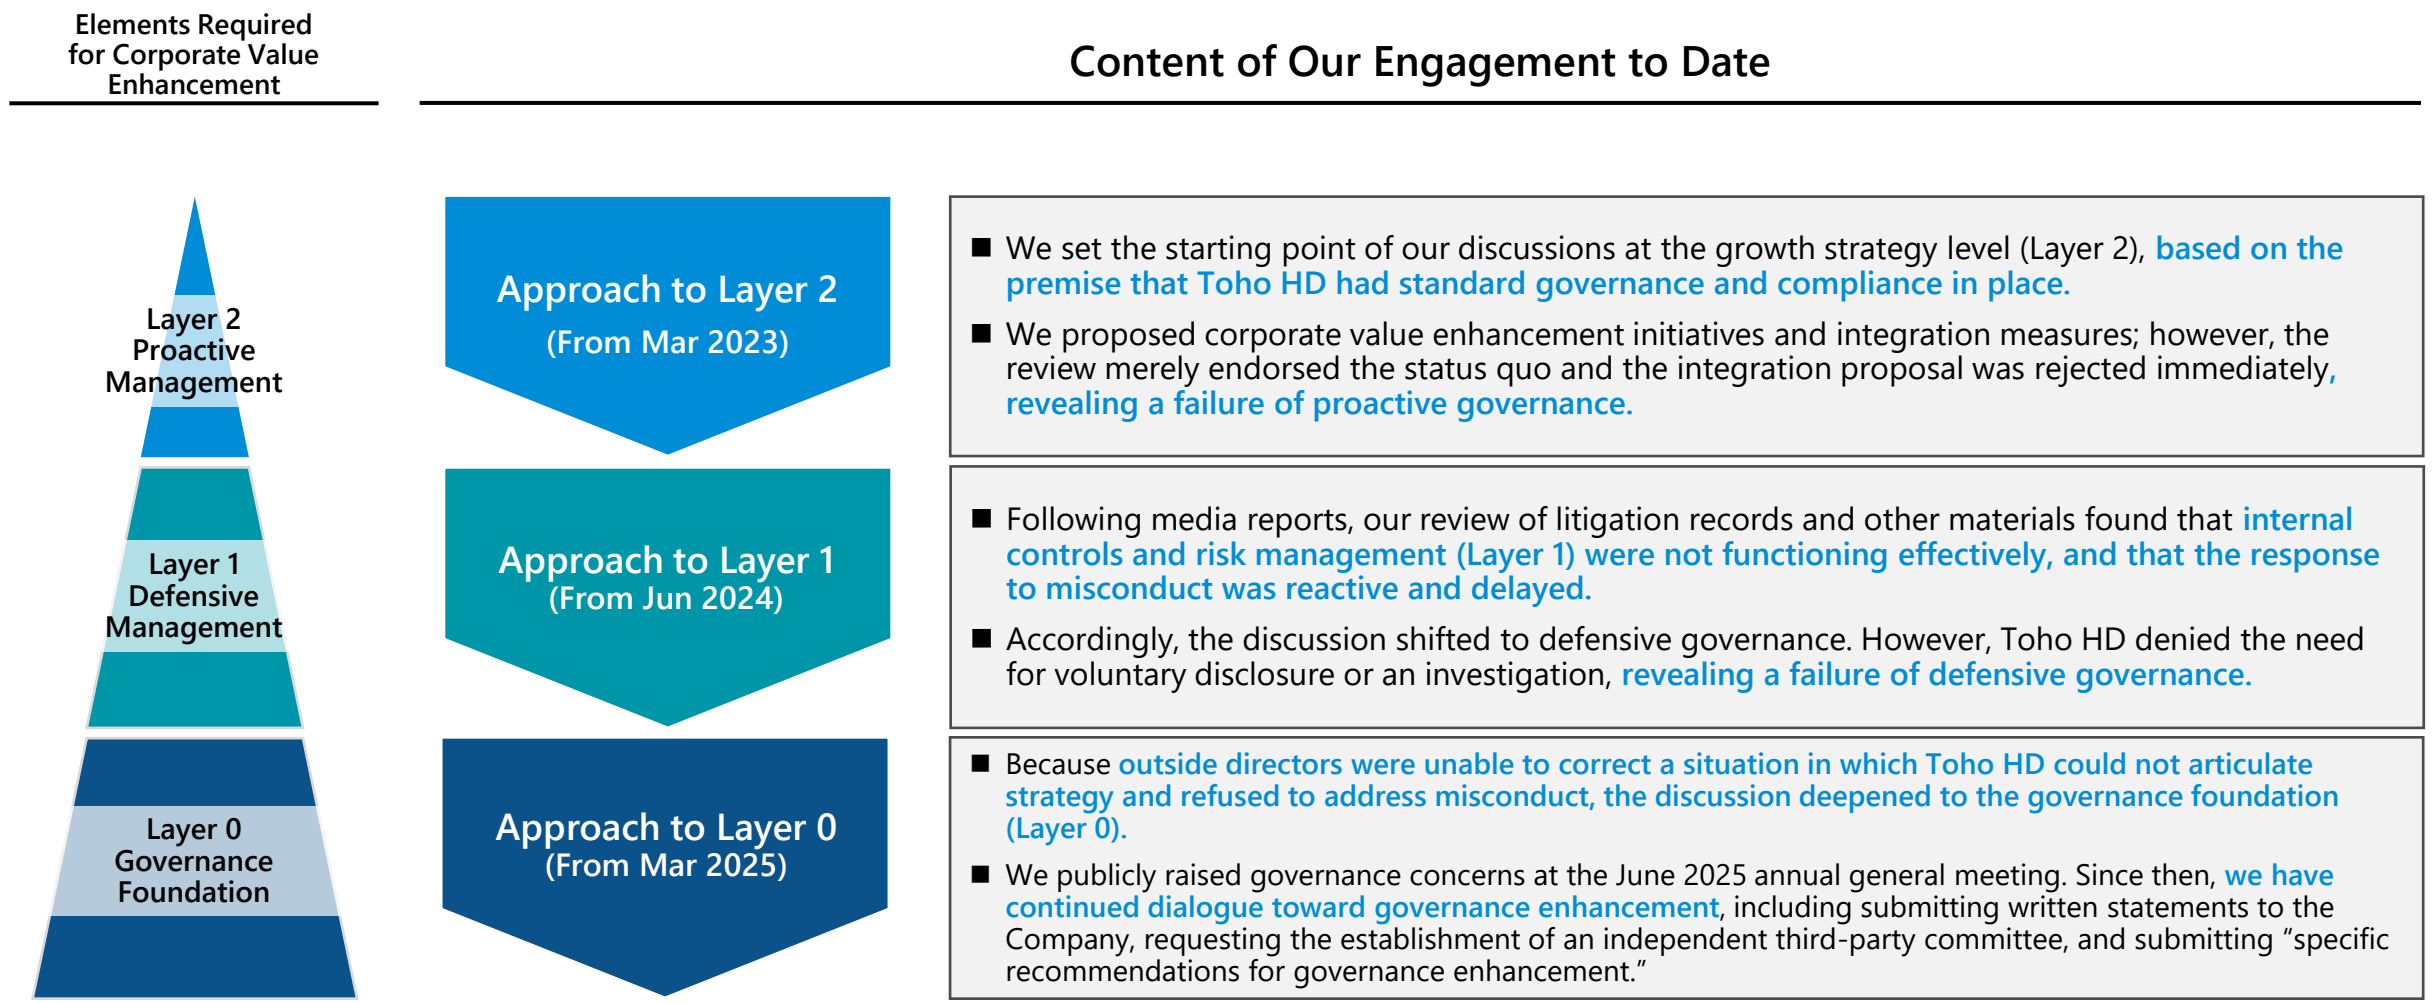 Elements Required
for Corporate Value
Enhancement
Content of Our Engagement to Date
Layer 2
Proactive
Management
Approach to Layer 2
(From Mar 2023)
■ We set the starting point of our discussions at the growth strategy level (Layer 2), based on the
premise that Toho HD had standard governance and compliance in place.
■ We proposed corporate value enhancement initiatives and integration measures; however, the
review merely endorsed the status quo and the integration proposal was rejected immediately,
revealing a failure of proactive governance.
Layer 1
Defensive
Management
Approach to Layer 1
(From Jun 2024)
■ Following media reports, our review of litigation records and other materials found that internal
controls and risk management (Layer 1) were not functioning effectively, and that the response
to misconduct was reactive and delayed.
■ Accordingly, the discussion shifted to defensive governance. However, Toho HD denied the need
for voluntary disclosure or an investigation, revealing a failure of defensive governance.
Layer 0
Governance
Foundation
Approach to Layer 0
(From Mar 2025)
■ Because outside directors were unable to correct a situation in which Toho HD could not articulate
strategy and refused to address misconduct, the discussion deepened to the governance foundation
(Layer 0).
■ We publicly raised governance concerns at the June 2025 annual general meeting. Since then, we have
continued dialogue toward governance enhancement, including submitting written statements to the
Company, requesting the establishment of an independent third-party committee, and submitting “specific
recommendations for governance enhancement.”